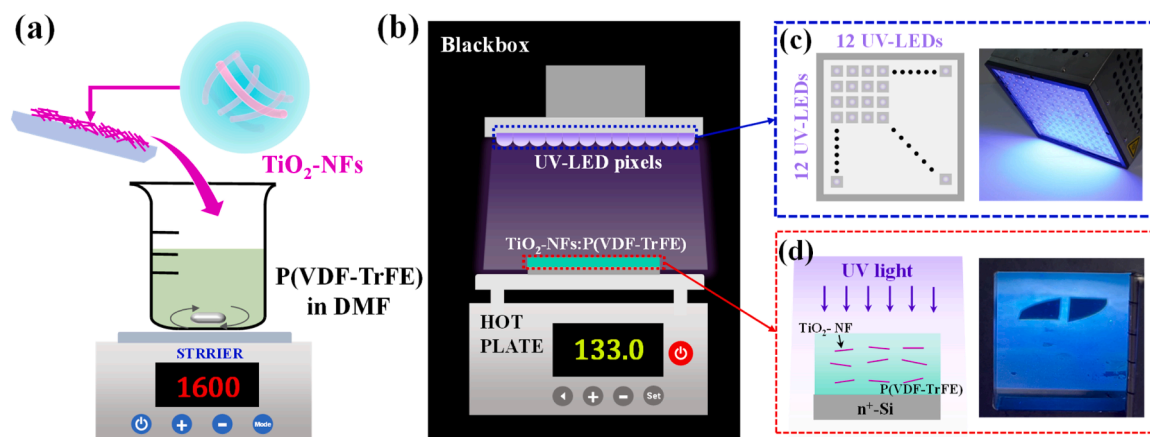 (a)
TiO₂-NFs
P(VDF-TrFE)
in DMF
STRRIER
1600
Mode
(b)
Blackbox
UV-LED pixels
TiO₂-NFs:P(VDF-TrFE)
HOT
PLATE
133.0
Set
(c)
12 UV-LEDs
12 UV-LEDs
(d)
UV light
TiO₂- NF
P(VDF-TrFE)
n⁺-Si